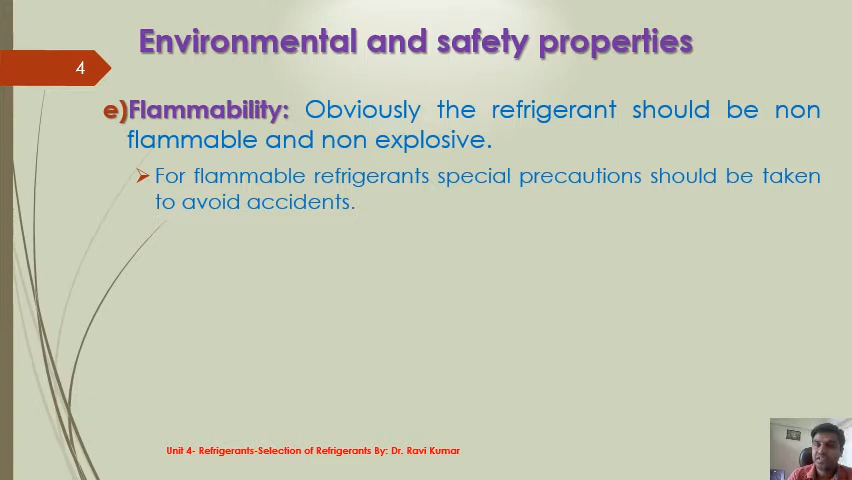 Environmental and safety properties
4
e)Flammability: Obviously the refrigerant should be non
flammable and non explosive.
For flammable refrigerants special precautions should be taken
to avoid accidents.
Unit 4- Refrigerants-Selection of Refrigerants By: Dr. Ravi Kumar